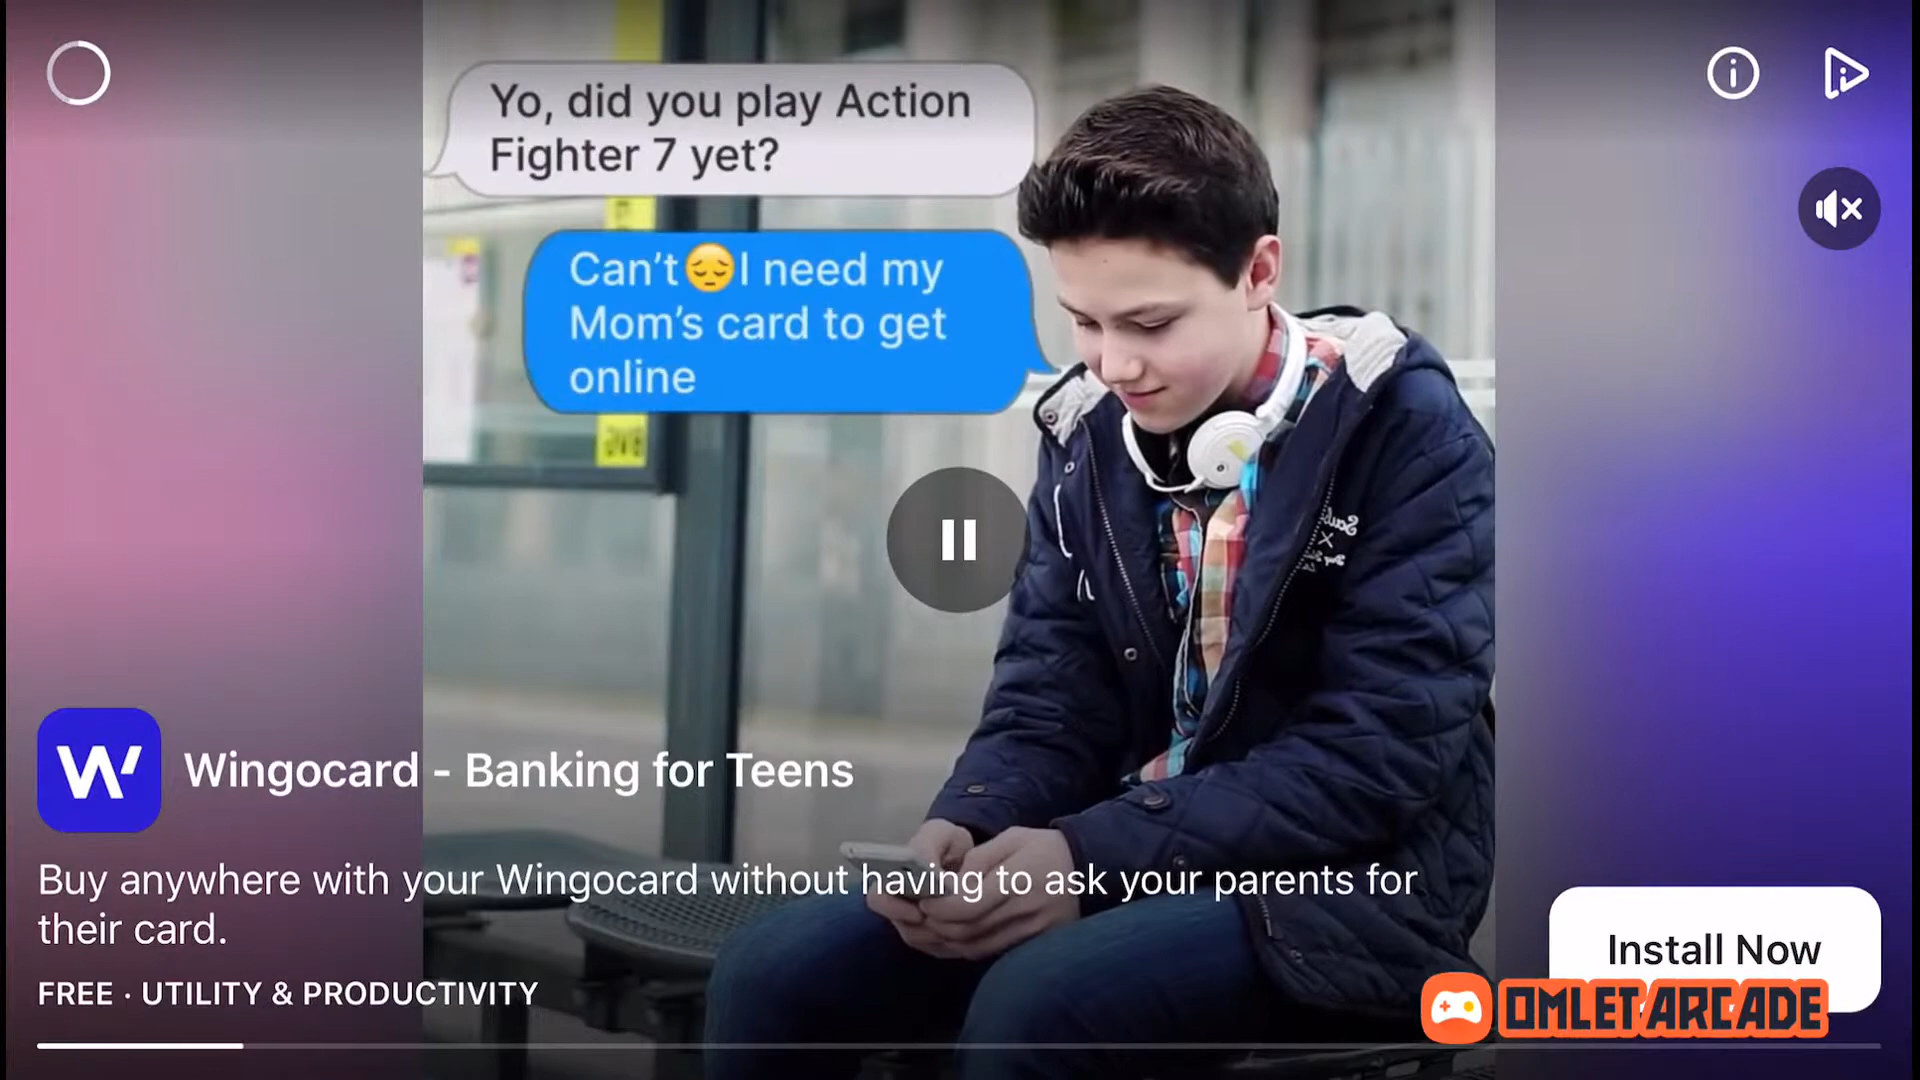 Yo, did you play Action
Fighter 7 yet?
Can't😔I need my
Mom's card to get
online
Wingocard - Banking for Teens
Buy anywhere with your Wingocard without having to ask your parents for
their card.
FREE · UTILITY & PRODUCTIVITY
Install Now
OMLET ARCADE